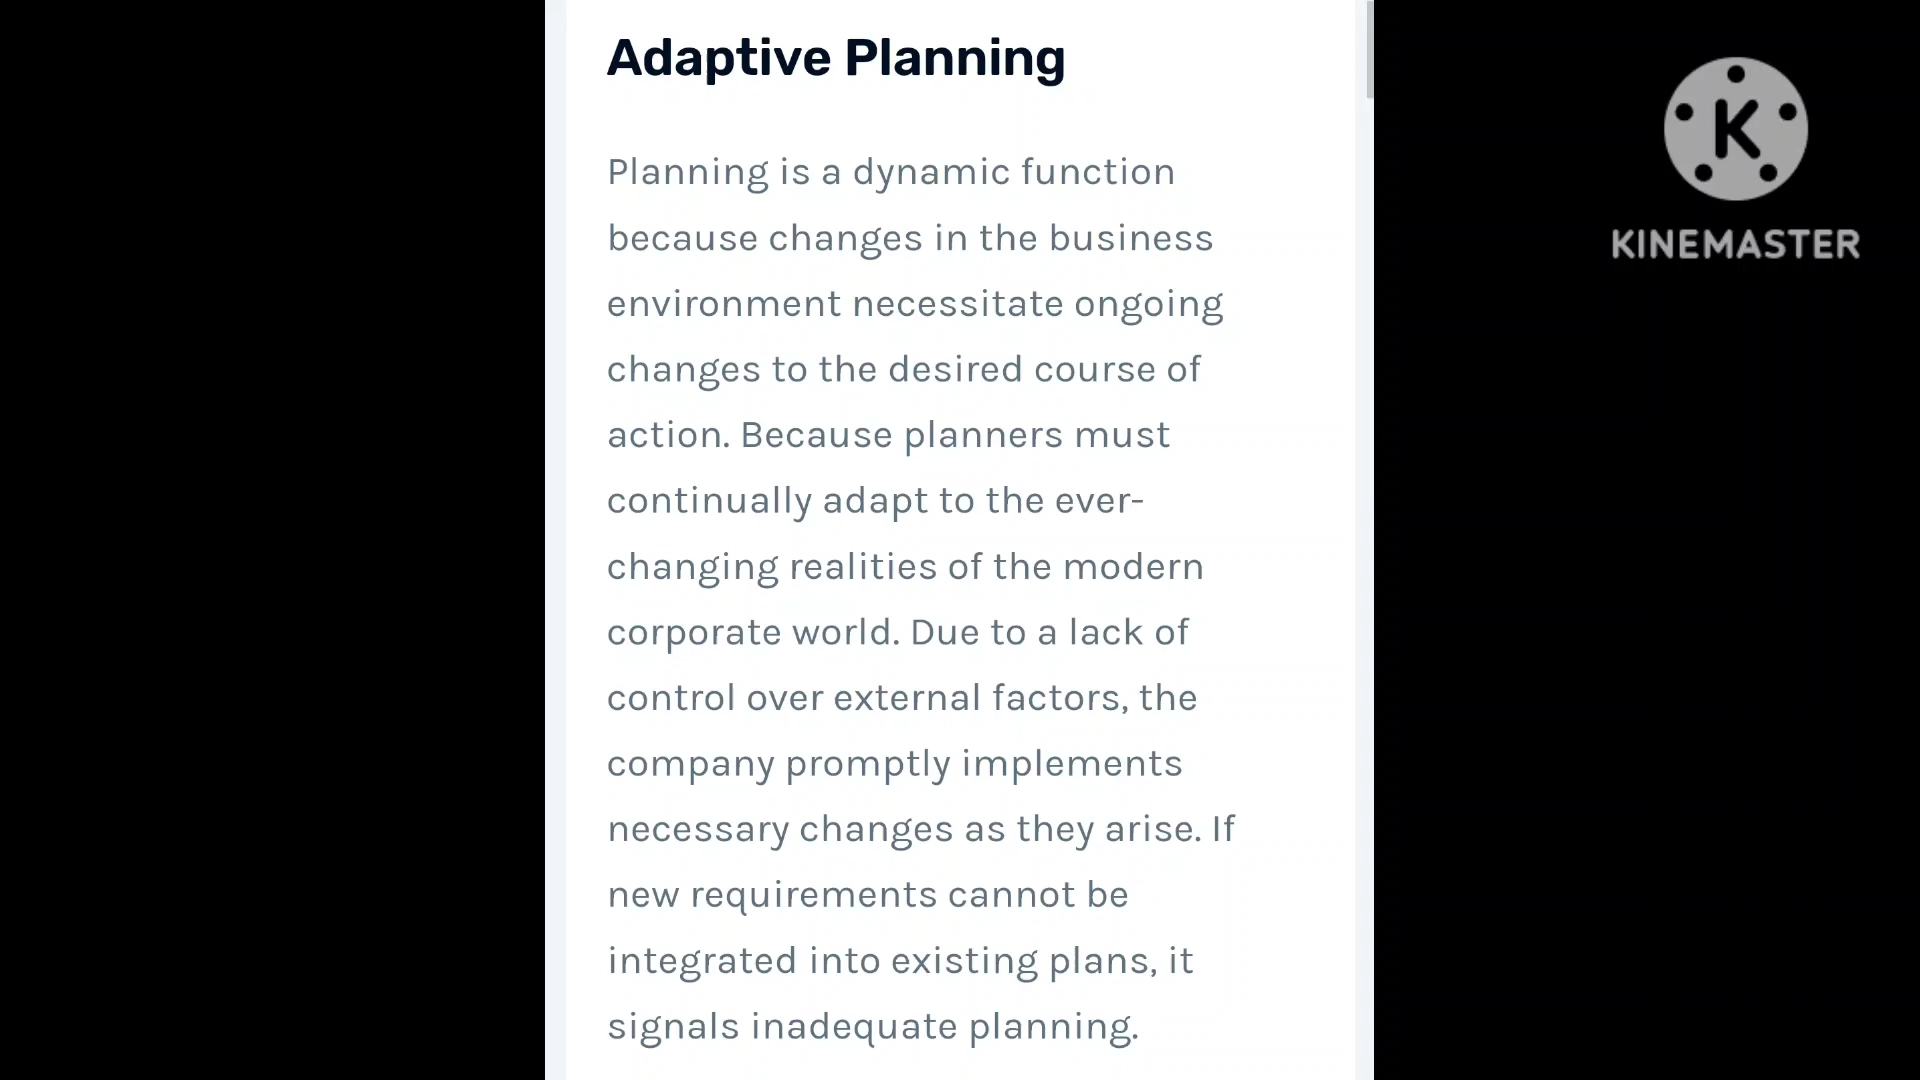 Adaptive Planning
Planning is a dynamic function
because changes in the business
environment necessitate ongoing
changes to the desired course of
action. Because planners must
continually adapt to the ever-
changing realities of the modern
corporate world. Due to a lack of
control over external factors, the
company promptly implements
necessary changes as they arise. If
new requirements cannot be
integrated into existing plans, it
signals inadequate planning.
K
KINEMASTER